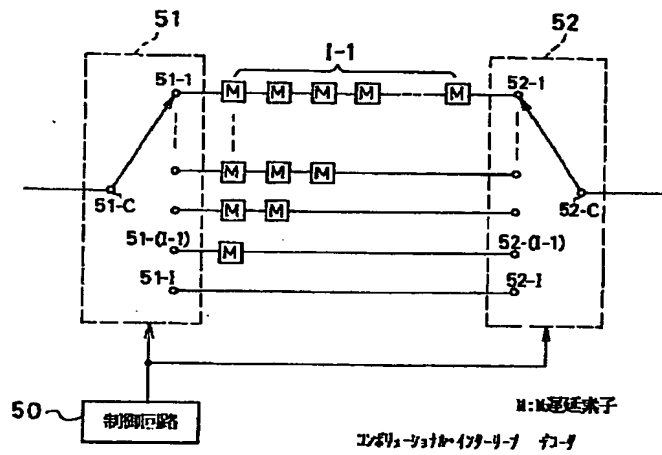 51
52
I-1
51-1
M M M M M
52-1
M M M
51-C
52-C
M M
51-(I-1)
M
52-(I-1)
51-I
52-I
50
制御回路
M:M遅延素子
コンボリューショナル・インターリーブ デコーダ